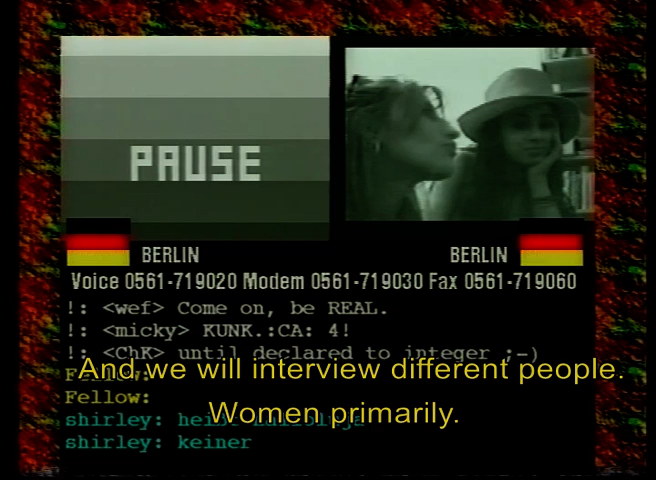 PAUSE
BERLIN
BERLIN
Voice 0561-719020 Modem 0561-719030 Fax 0561-719060
!: <wef> Come on, be REAL.
!: <micky> KUNK.:CA: 4!
!: <ChK> until declared to integer ;-)
Fellow:
And we will interview different people.
Fellow:
Women primarily.
shirley:
shirley: keiner